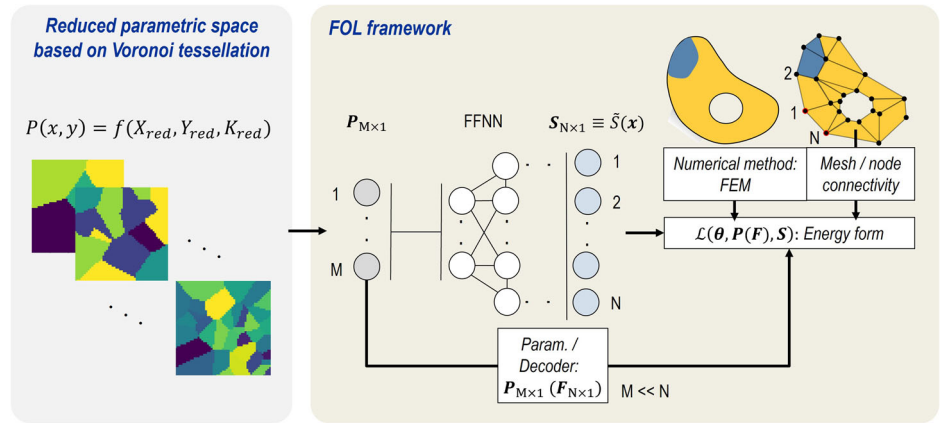 Reduced parametric space
based on Voronoi tessellation
P(x, y) = f(X_red, Y_red, K_red)
FOL framework
P_M×1
FFNN
S_N×1 ≡ S̃(x)
1
M
1
2
N
2
1
N
Numerical method:
FEM
Mesh / node
connectivity
ℒ(θ, P(F), S): Energy form
Param. /
Decoder:
P_M×1 (F_N×1)
M << N